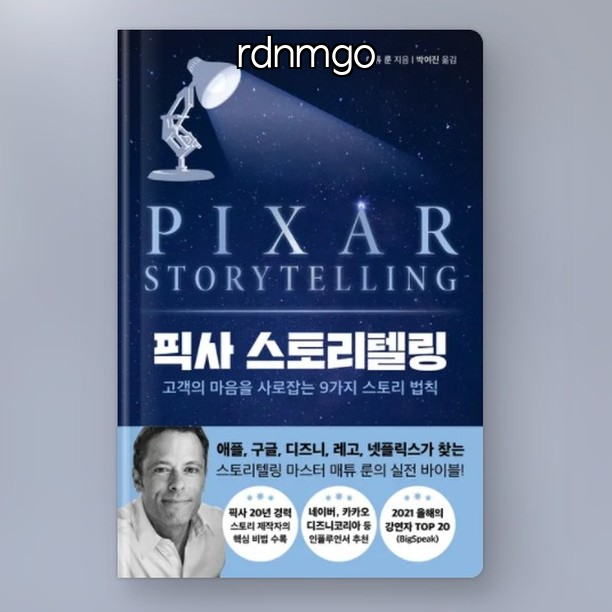 rdnmgo
룬 지음 | 박여진 옮김
PIXAR
STORYTELLING
픽사 스토리텔링
고객의 마음을 사로잡는 9가지 스토리 법칙
애플, 구글, 디즈니, 레고, 넷플릭스가 찾는
스토리텔링 마스터 매튜 룬의 실전 바이블!
픽사 20년 경력
스토리 제작자의
핵심 비법 수록
네이버, 카카오
디즈니코리아 등
인플루언서 추천
2021 올해의
강연자 TOP 20
(BigSpeak)